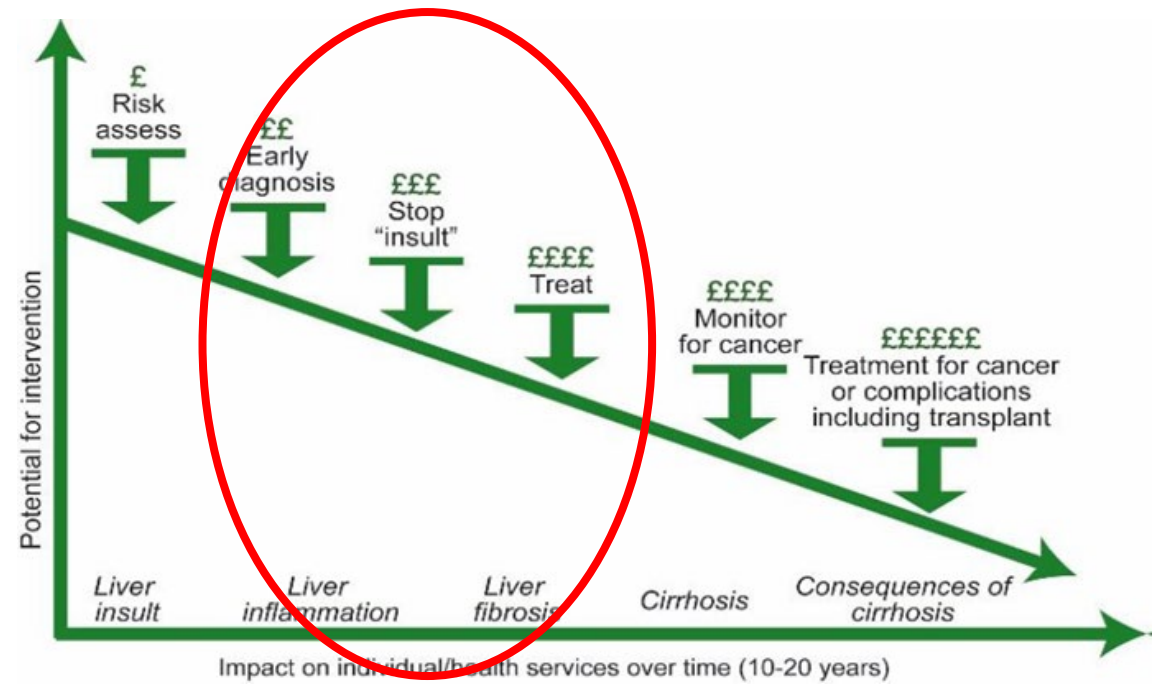 £
Risk
assess
££
Early
diagnosis
£££
Stop
“insult”
££££
Treat
££££
Monitor
for cancer
££££££
Treatment for cancer
or complications
including transplant
Potential for intervention
Liver
insult
Liver
inflammation
Liver
fibrosis
Cirrhosis
Consequences of
cirrhosis
Impact on individual/health services over time (10-20 years)